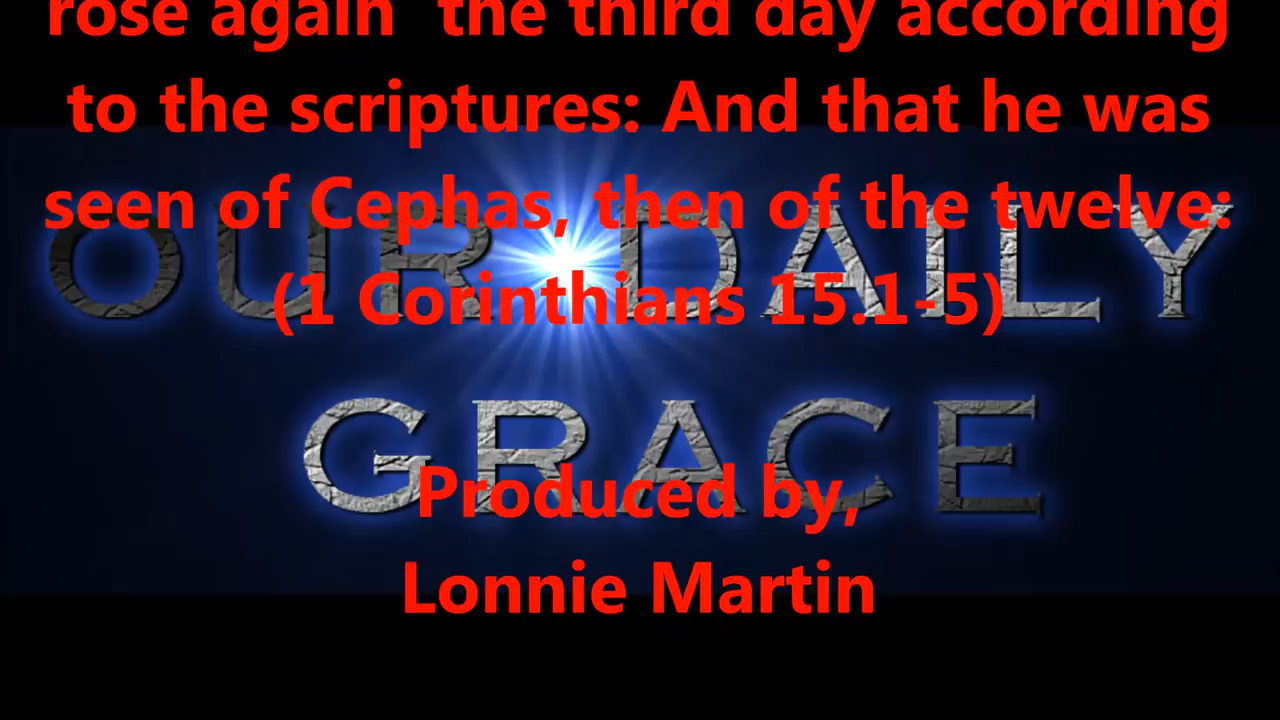 rose again the third day according
to the scriptures: And that he was
seen of Cephas, then of the twelve:
OUR DAILY
(1 Corinthians 15.1-5)
GRACE
Produced by,
Lonnie Martin